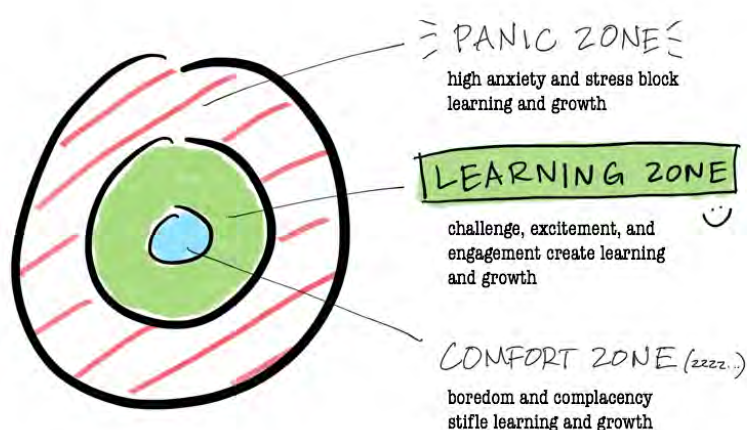 PANIC ZONE
high anxiety and stress block
learning and growth
LEARNING ZONE
challenge, excitement, and
engagement create learning
and growth
COMFORT ZONE (zzzz...)
boredom and complacency
stifle learning and growth